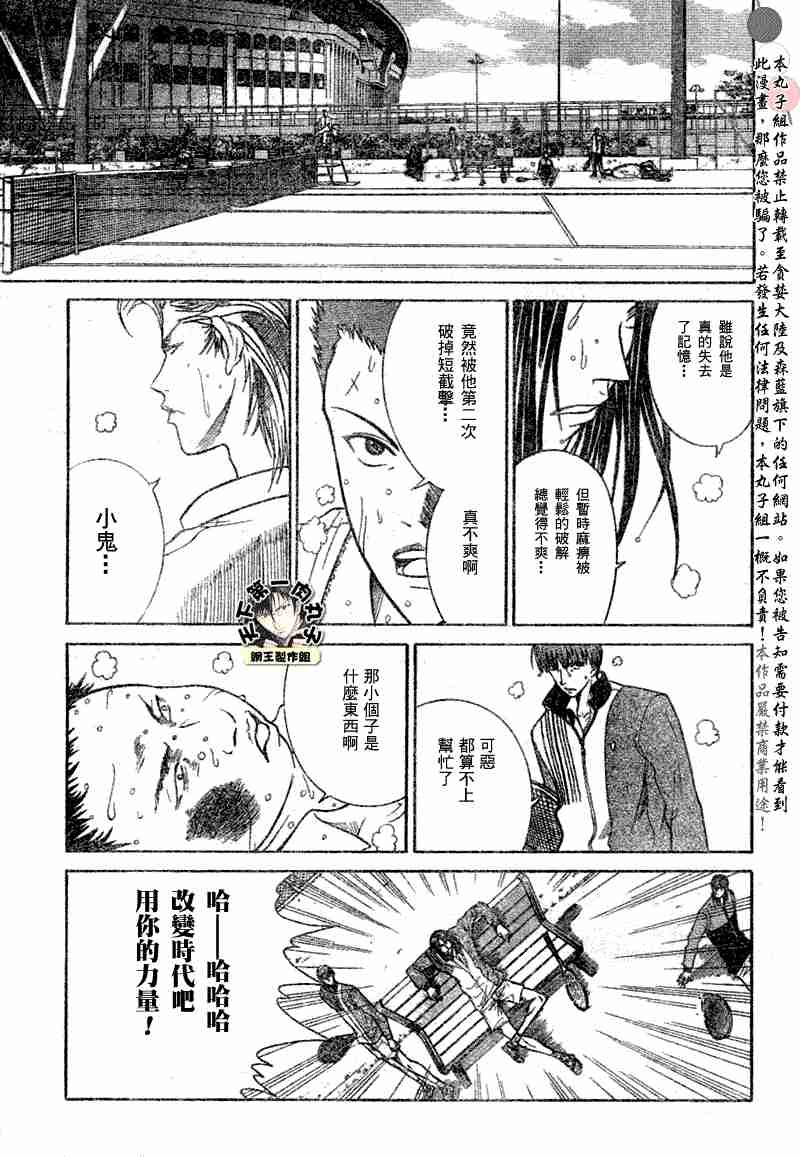 雖說他是
真的失去
了記憶…
但暫時麻痹被
輕鬆的破解
總覺得不爽…
竟然被他第二次
破掉短截擊…
真不爽啊
小鬼…
可惡
都算不上
幫忙了
那小個子是
什麼東西啊
哈——哈哈哈
改變時代吧
用你的力量！
天下第一肉丸子
網王製作組
本丸子組作品禁止轉載至貪婪大陸及森藍旗下的任何網站。如果您被告知需要付款才能看到
此漫畫，那麼您被騙了。若發生任何法律問題，本丸子組一概不負責！本作品嚴禁商業用途！